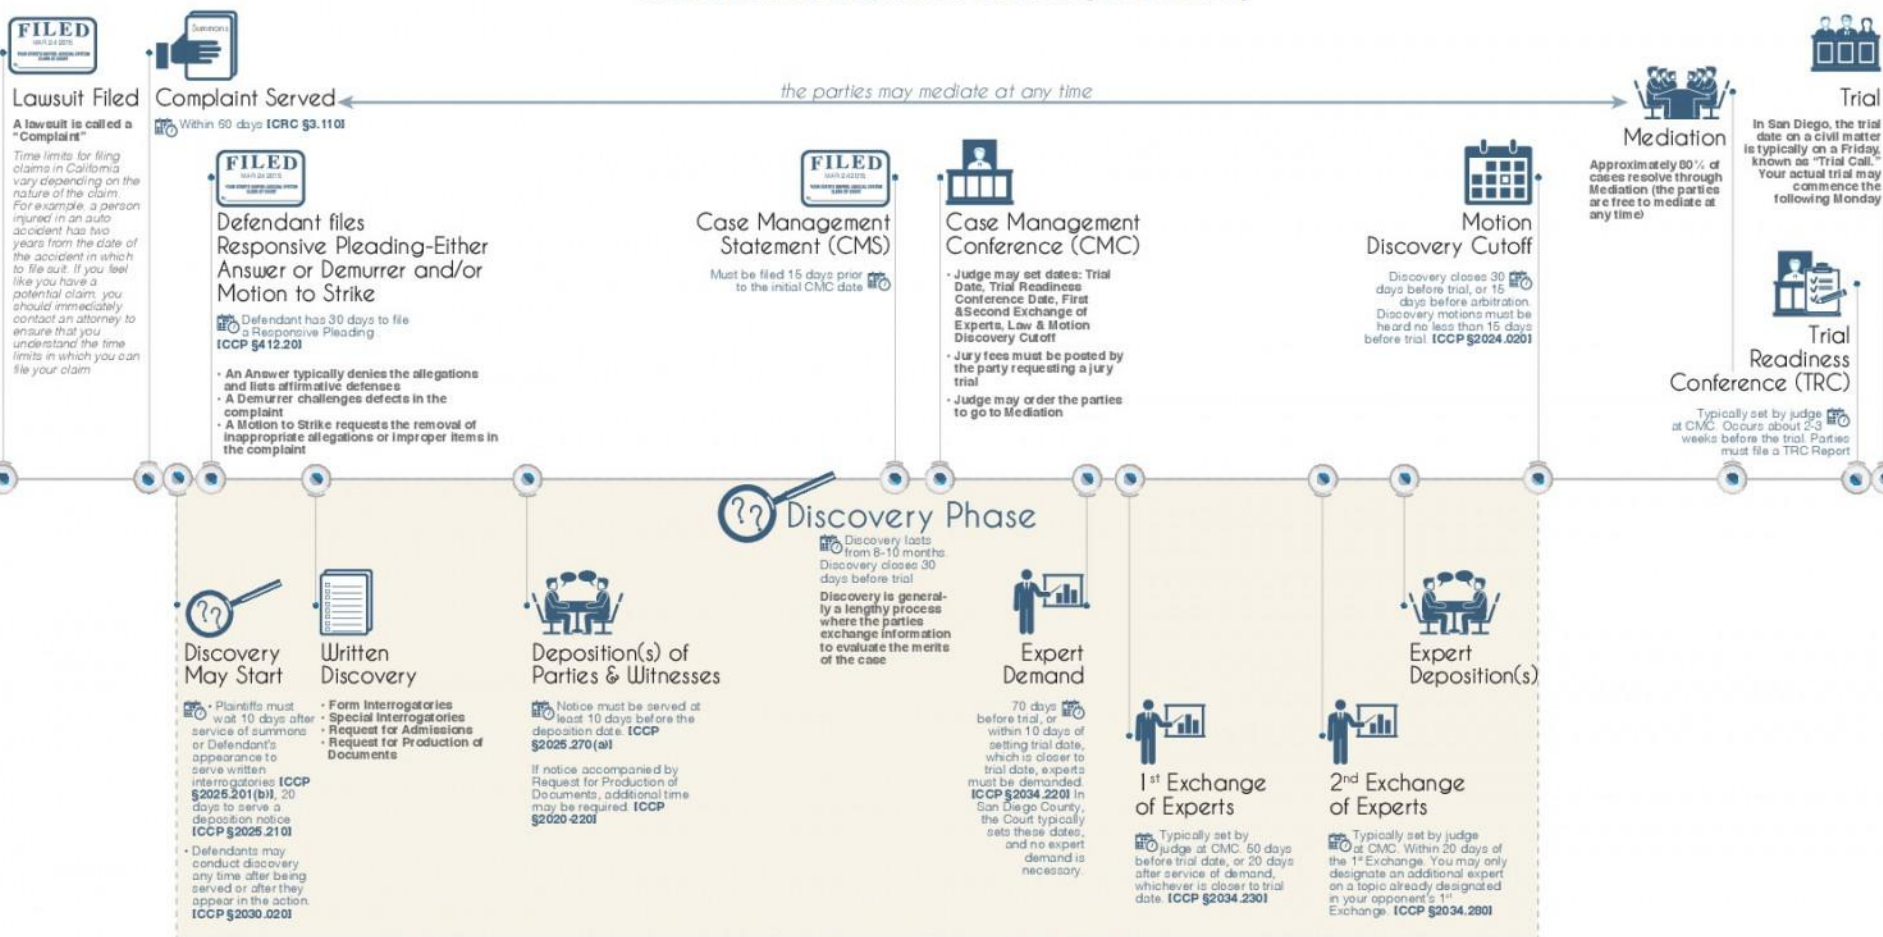 FILED
Summons
Lawsuit Filed
A lawsuit is called a
"Complaint"
Time limits for filing
claims in California
vary depending on the
nature of the claim.
For example, a person
injured in an auto
accident has two
years from the date of
the accident in which
to file suit. If you feel
like you have a
potential claim, you
should immediately
contact an attorney to
ensure that you
understand the time
limits in which you can
file your claim
Complaint Served
Within 60 days [CRC §3.110]
the parties may mediate at any time
FILED
Defendant files
Responsive Pleading-Either
Answer or Demurrer and/or
Motion to Strike
Defendant has 30 days to file
a Responsive Pleading
[CCP §412.20]
· An Answer typically denies the allegations
and lists affirmative defenses
· A Demurrer challenges defects in the
complaint
· A Motion to Strike requests the removal of
inappropriate allegations or improper items in
the complaint
FILED
Case Management
Statement (CMS)
Must be filed 15 days prior
to the initial CMC date
Case Management
Conference (CMC)
· Judge may set dates: Trial
Date, Trial Readiness
Conference Date, First
&Second Exchange of
Experts, Law & Motion
Discovery Cutoff
· Jury fees must be posted by
the party requesting a jury
trial
· Judge may order the parties
to go to Mediation
Motion
Discovery Cutoff
Discovery closes 30
days before trial, or 15
days before arbitration.
Discovery motions must be
heard no less than 15 days
before trial. [CCP §2024.020]
Mediation
Approximately 80% of
cases resolve through
Mediation (the parties
are free to mediate at
any time)
Trial
In San Diego, the trial
date on a civil matter
is typically on a Friday,
known as "Trial Call."
Your actual trial may
commence the
following Monday
Trial
Readiness
Conference (TRC)
Typically set by judge
at CMC. Occurs about 2-3
weeks before the trial. Parties
must file a TRC Report
?? Discovery Phase
Discovery lasts
from 8-10 months.
Discovery closes 30
days before trial
Discovery is general-
ly a lengthy process
where the parties
exchange information
to evaluate the merits
of the case
??
Discovery
May Start
· Plaintiffs must
wait 10 days after
service of summons
or Defendant's
appearance to
serve written
interrogatories [CCP
§2025.201(b)], 20
days to serve a
deposition notice
[CCP §2025.210]
· Defendants may
conduct discovery
any time after being
served or after they
appear in the action.
[CCP §2030.020]
Written
Discovery
· Form Interrogatories
· Special Interrogatories
· Request for Admissions
· Request for Production of
Documents
Deposition(s) of
Parties & Witnesses
Notice must be served at
least 10 days before the
deposition date. [CCP
§2025.270(a)]
If notice accompanied by
Request for Production of
Documents, additional time
may be required. [CCP
§2020-220]
Expert
Demand
70 days
before trial, or
within 10 days of
setting trial date,
which is closer to
trial date, experts
must be demanded.
[CCP §2034.220] In
San Diego County,
the Court typically
sets these dates,
and no expert
demand is
necessary.
1st Exchange
of Experts
Typically set by
judge at CMC. 50 days
before trial date, or 20 days
after service of demand,
whichever is closer to trial
date. [CCP §2034.230]
2nd Exchange
of Experts
Typically set by judge
at CMC. Within 20 days of
the 1st Exchange. You may only
designate an additional expert
on a topic already designated
in your opponent's 1st
Exchange. [CCP §2034.280]
Expert
Deposition(s)